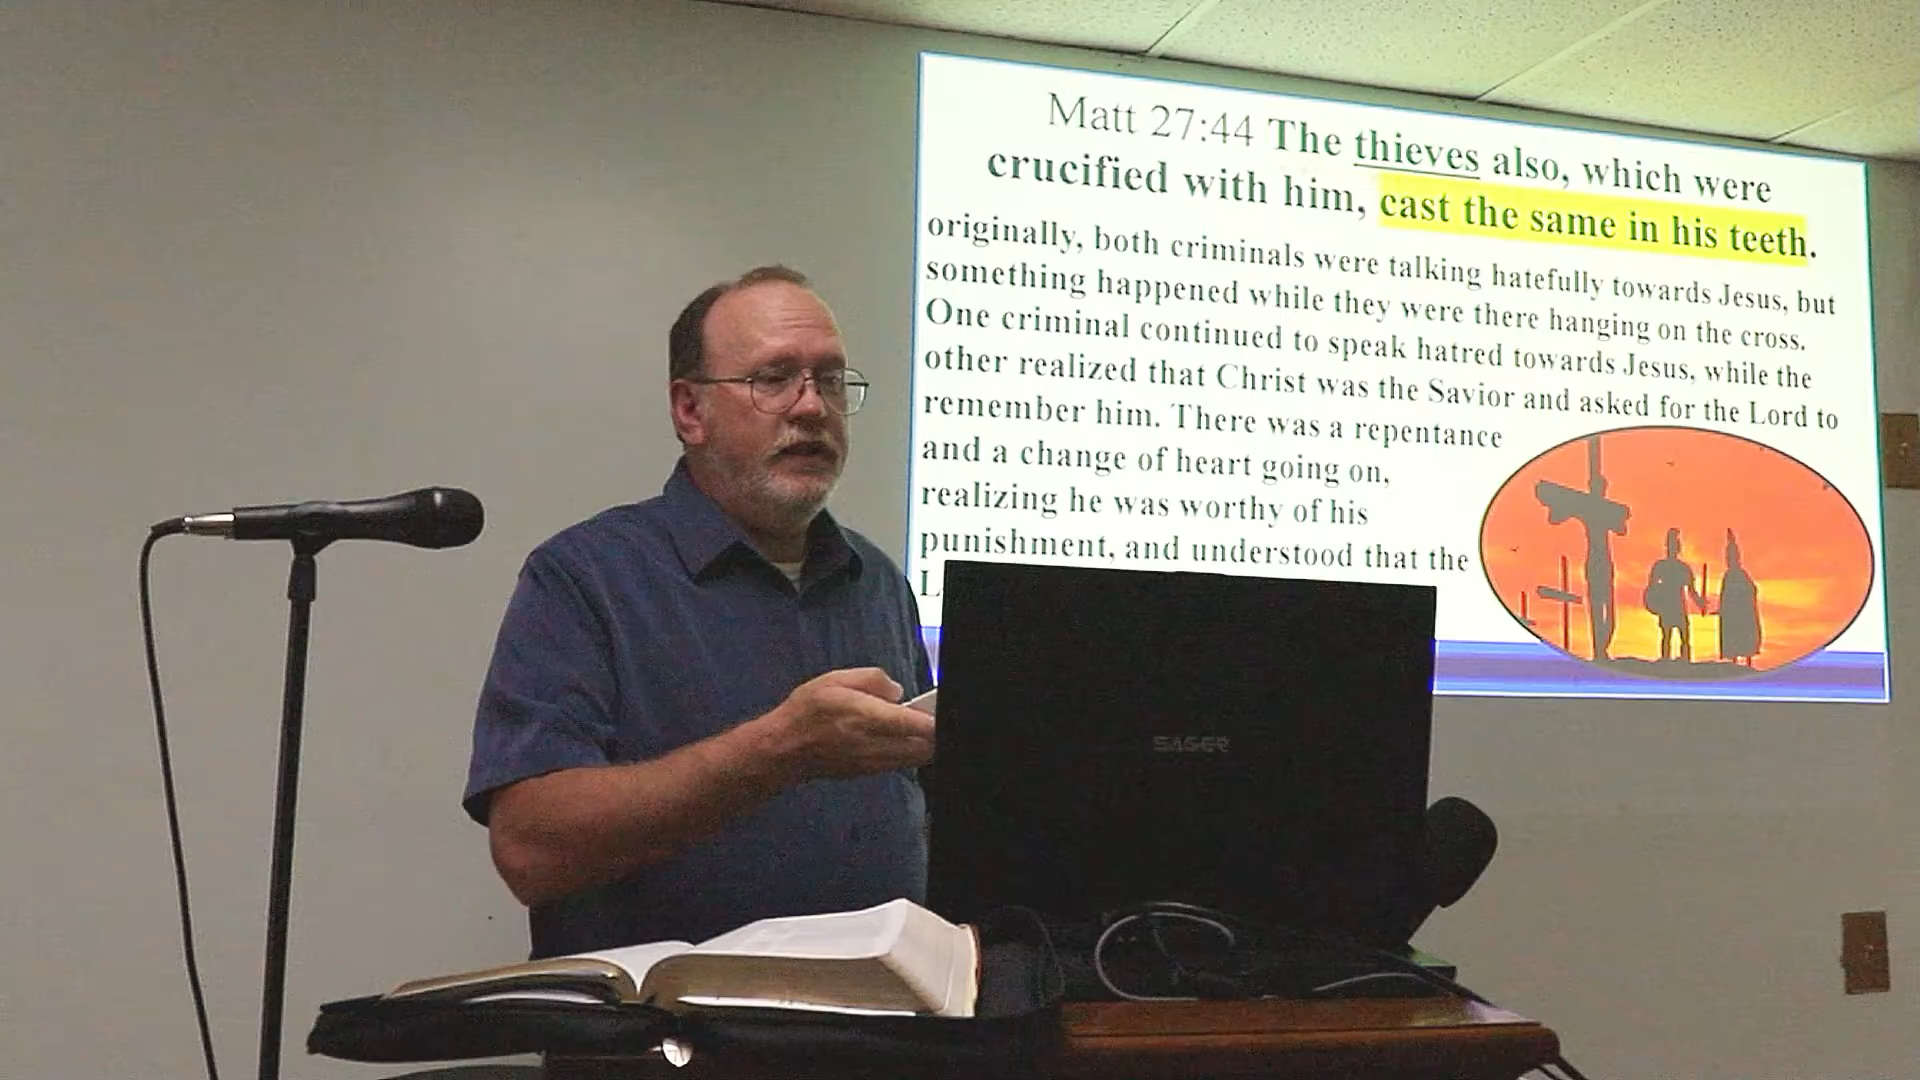 Matt 27:44 The thieves also, which were
crucified with him, cast the same in his teeth.
originally, both criminals were talking hatefully towards Jesus, but
something happened while they were there hanging on the cross.
One criminal continued to speak hatred towards Jesus, while the
other realized that Christ was the Savior and asked for the Lord to
remember him. There was a repentance
and a change of heart going on,
realizing he was worthy of his
punishment, and understood that the
L
SAGER